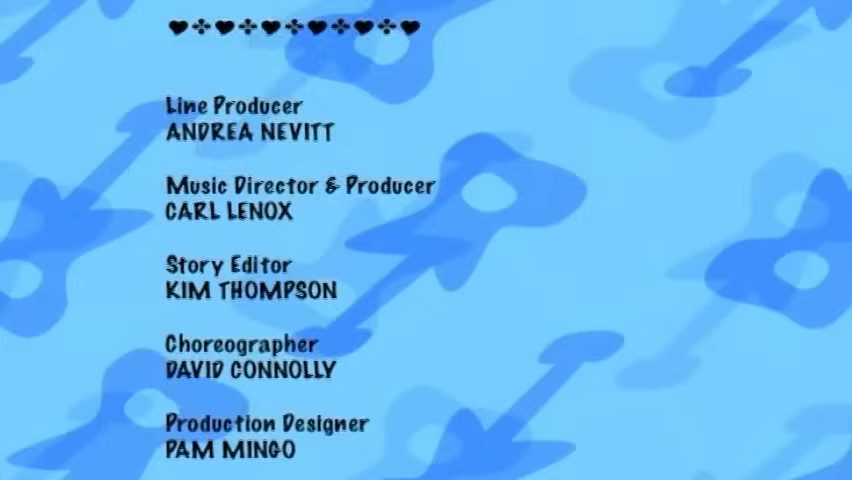 Line Producer
ANDREA NEVITT
Music Director & Producer
CARL LENOX
Story Editor
KIM THOMPSON
Choreographer
DAVID CONNOLLY
Production Designer
PAM MINGO